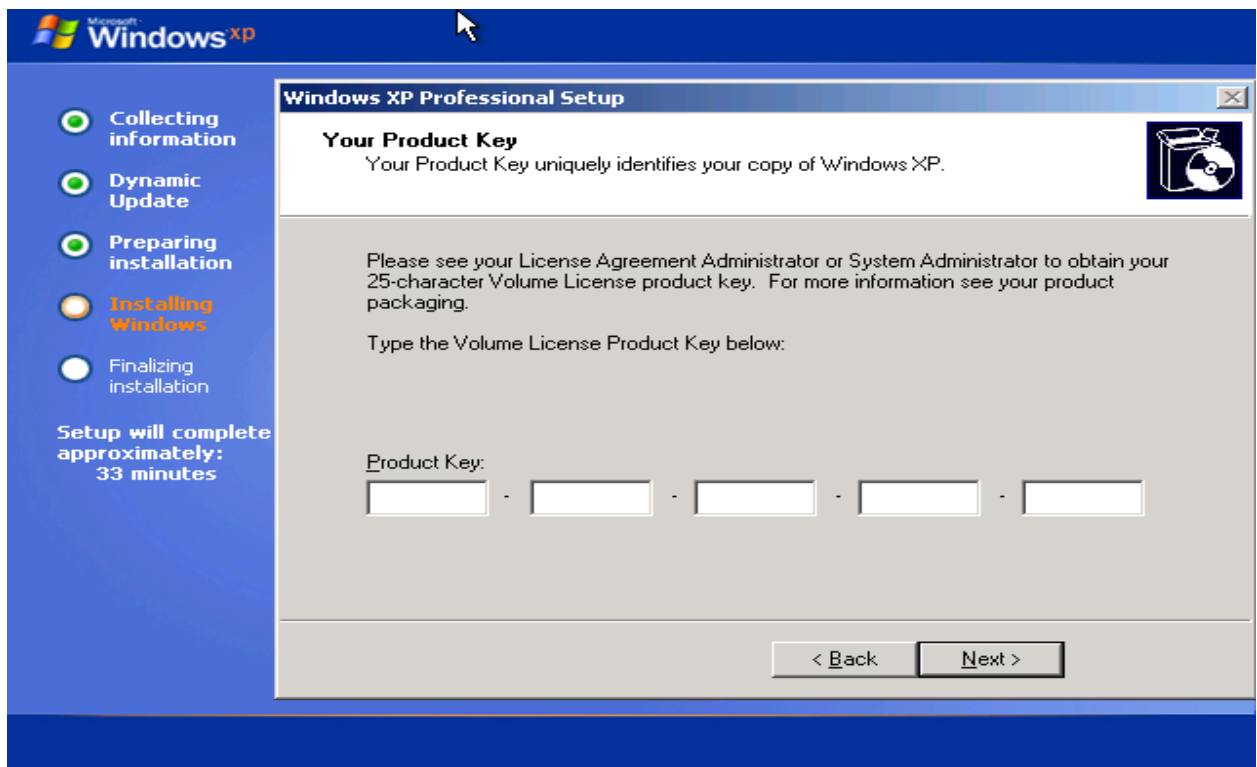 Microsoft
Windows xp
Collecting
information
Dynamic
Update
Preparing
installation
Installing
Windows
Finalizing
installation
Setup will complete
approximately:
33 minutes
Windows XP Professional Setup
Your Product Key
Your Product Key uniquely identifies your copy of Windows XP.
Please see your License Agreement Administrator or System Administrator to obtain your
25-character Volume License product key. For more information see your product
packaging.
Type the Volume License Product Key below:
Product Key:
- - - -
< Back Next >